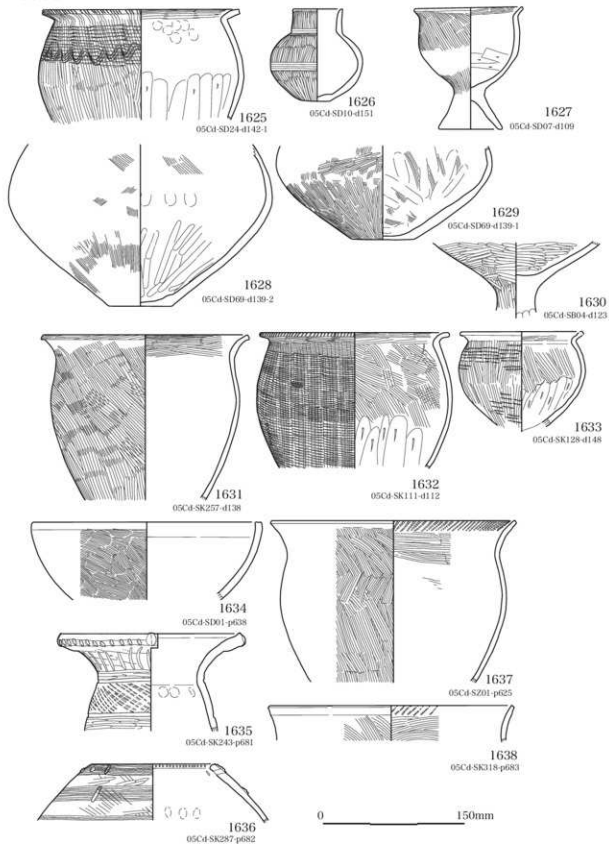 1625
05Cd-SD24-d142-1
1626
05Cd-SD10-d151
1627
05Cd-SD07-d109
1628
05Cd-SD69-d139-2
1629
05Cd-SD69-d139-1
1630
05Cd-SB04-d123
1631
05Cd-SK257-d138
1632
05Cd-SK111-d112
1633
05Cd-SK128-d148
1634
05Cd-SD01-p638
1635
05Cd-SK243-p681
1636
05Cd-SK287-p682
1637
05Cd-SZ01-p625
1638
05Cd-SK318-p683
0 150mm